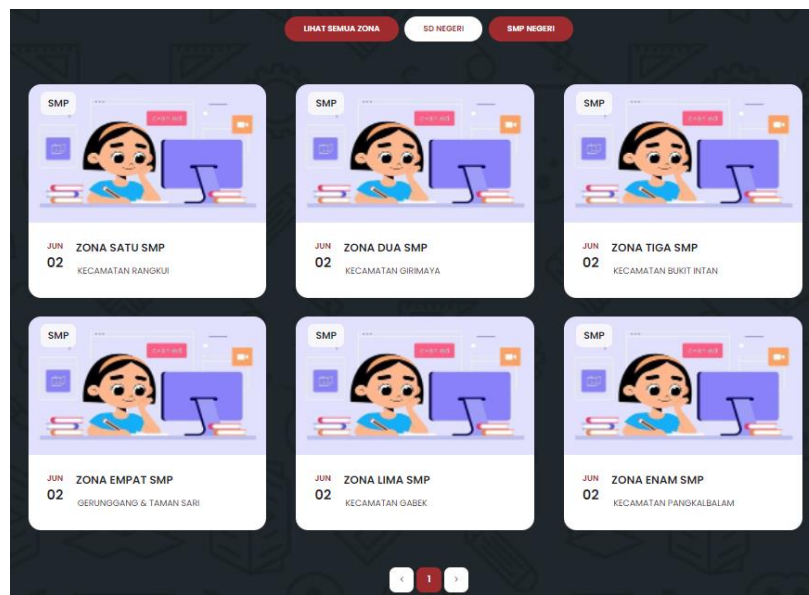 LIHAT SEMUA ZONA SD NEGERI SMP NEGERI
SMP
SMP
SMP
JUN
02
ZONA SATU SMP
KECAMATAN RANGKUI
JUN
02
ZONA DUA SMP
KECAMATAN GIRIMAYA
JUN
02
ZONA TIGA SMP
KECAMATAN BUKIT INTAN
SMP
SMP
SMP
JUN
02
ZONA EMPAT SMP
GERUNGGANG & TAMAN SARI
JUN
02
ZONA LIMA SMP
KECAMATAN GABEK
JUN
02
ZONA ENAM SMP
KECAMATAN PANGKALBALAM
‹ 1 ›